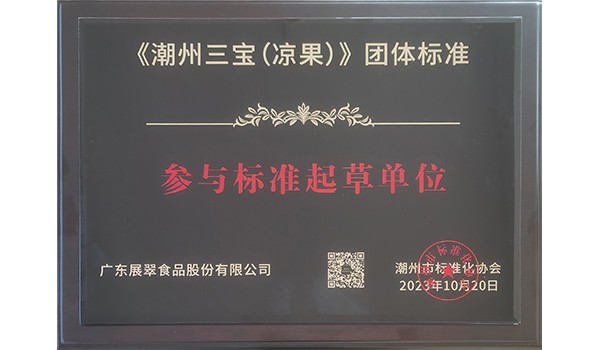 《潮州三宝（凉果）》团体标准
参与标准起草单位
广东展翠食品股份有限公司
潮州市标准化协会
2023年10月20日